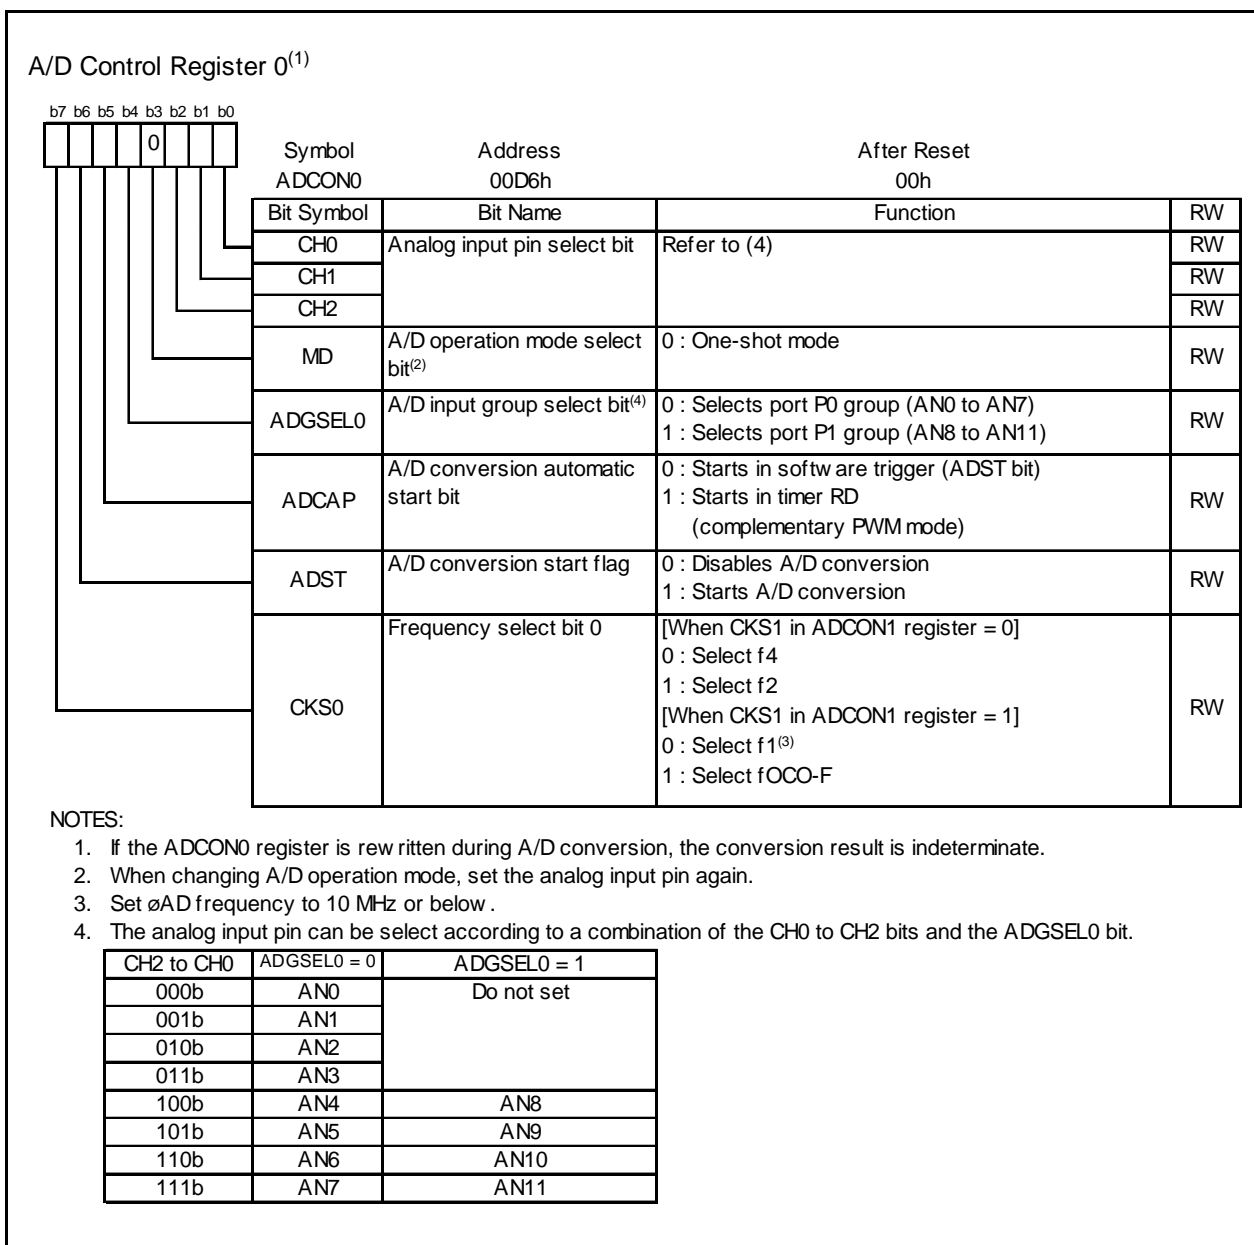 A/D Control Register 0(1)
b7 b6 b5 b4 b3 b2 b1 b0
0
Symbol Address After Reset
ADCON0 00D6h 00h
Bit Symbol Bit Name Function RW
CH0 Analog input pin select bit Refer to (4) RW
CH1 RW
CH2 RW
MD A/D operation mode select bit(2) 0 : One-shot mode RW
ADGSEL0 A/D input group select bit(4) 0 : Selects port P0 group (AN0 to AN7)
1 : Selects port P1 group (AN8 to AN11) RW
ADCAP A/D conversion automatic start bit 0 : Starts in software trigger (ADST bit)
1 : Starts in timer RD
(complementary PWM mode) RW
ADST A/D conversion start flag 0 : Disables A/D conversion
1 : Starts A/D conversion RW
CKS0 Frequency select bit 0 [When CKS1 in ADCON1 register = 0]
0 : Select f4
1 : Select f2
[When CKS1 in ADCON1 register = 1]
0 : Select f1(3)
1 : Select fOCO-F RW
NOTES:
1. If the ADCON0 register is rewritten during A/D conversion, the conversion result is indeterminate.
2. When changing A/D operation mode, set the analog input pin again.
3. Set øAD frequency to 10 MHz or below.
4. The analog input pin can be select according to a combination of the CH0 to CH2 bits and the ADGSEL0 bit.
CH2 to CH0 ADGSEL0 = 0 ADGSEL0 = 1
000b AN0 Do not set
001b AN1
010b AN2
011b AN3
100b AN4 AN8
101b AN5 AN9
110b AN6 AN10
111b AN7 AN11